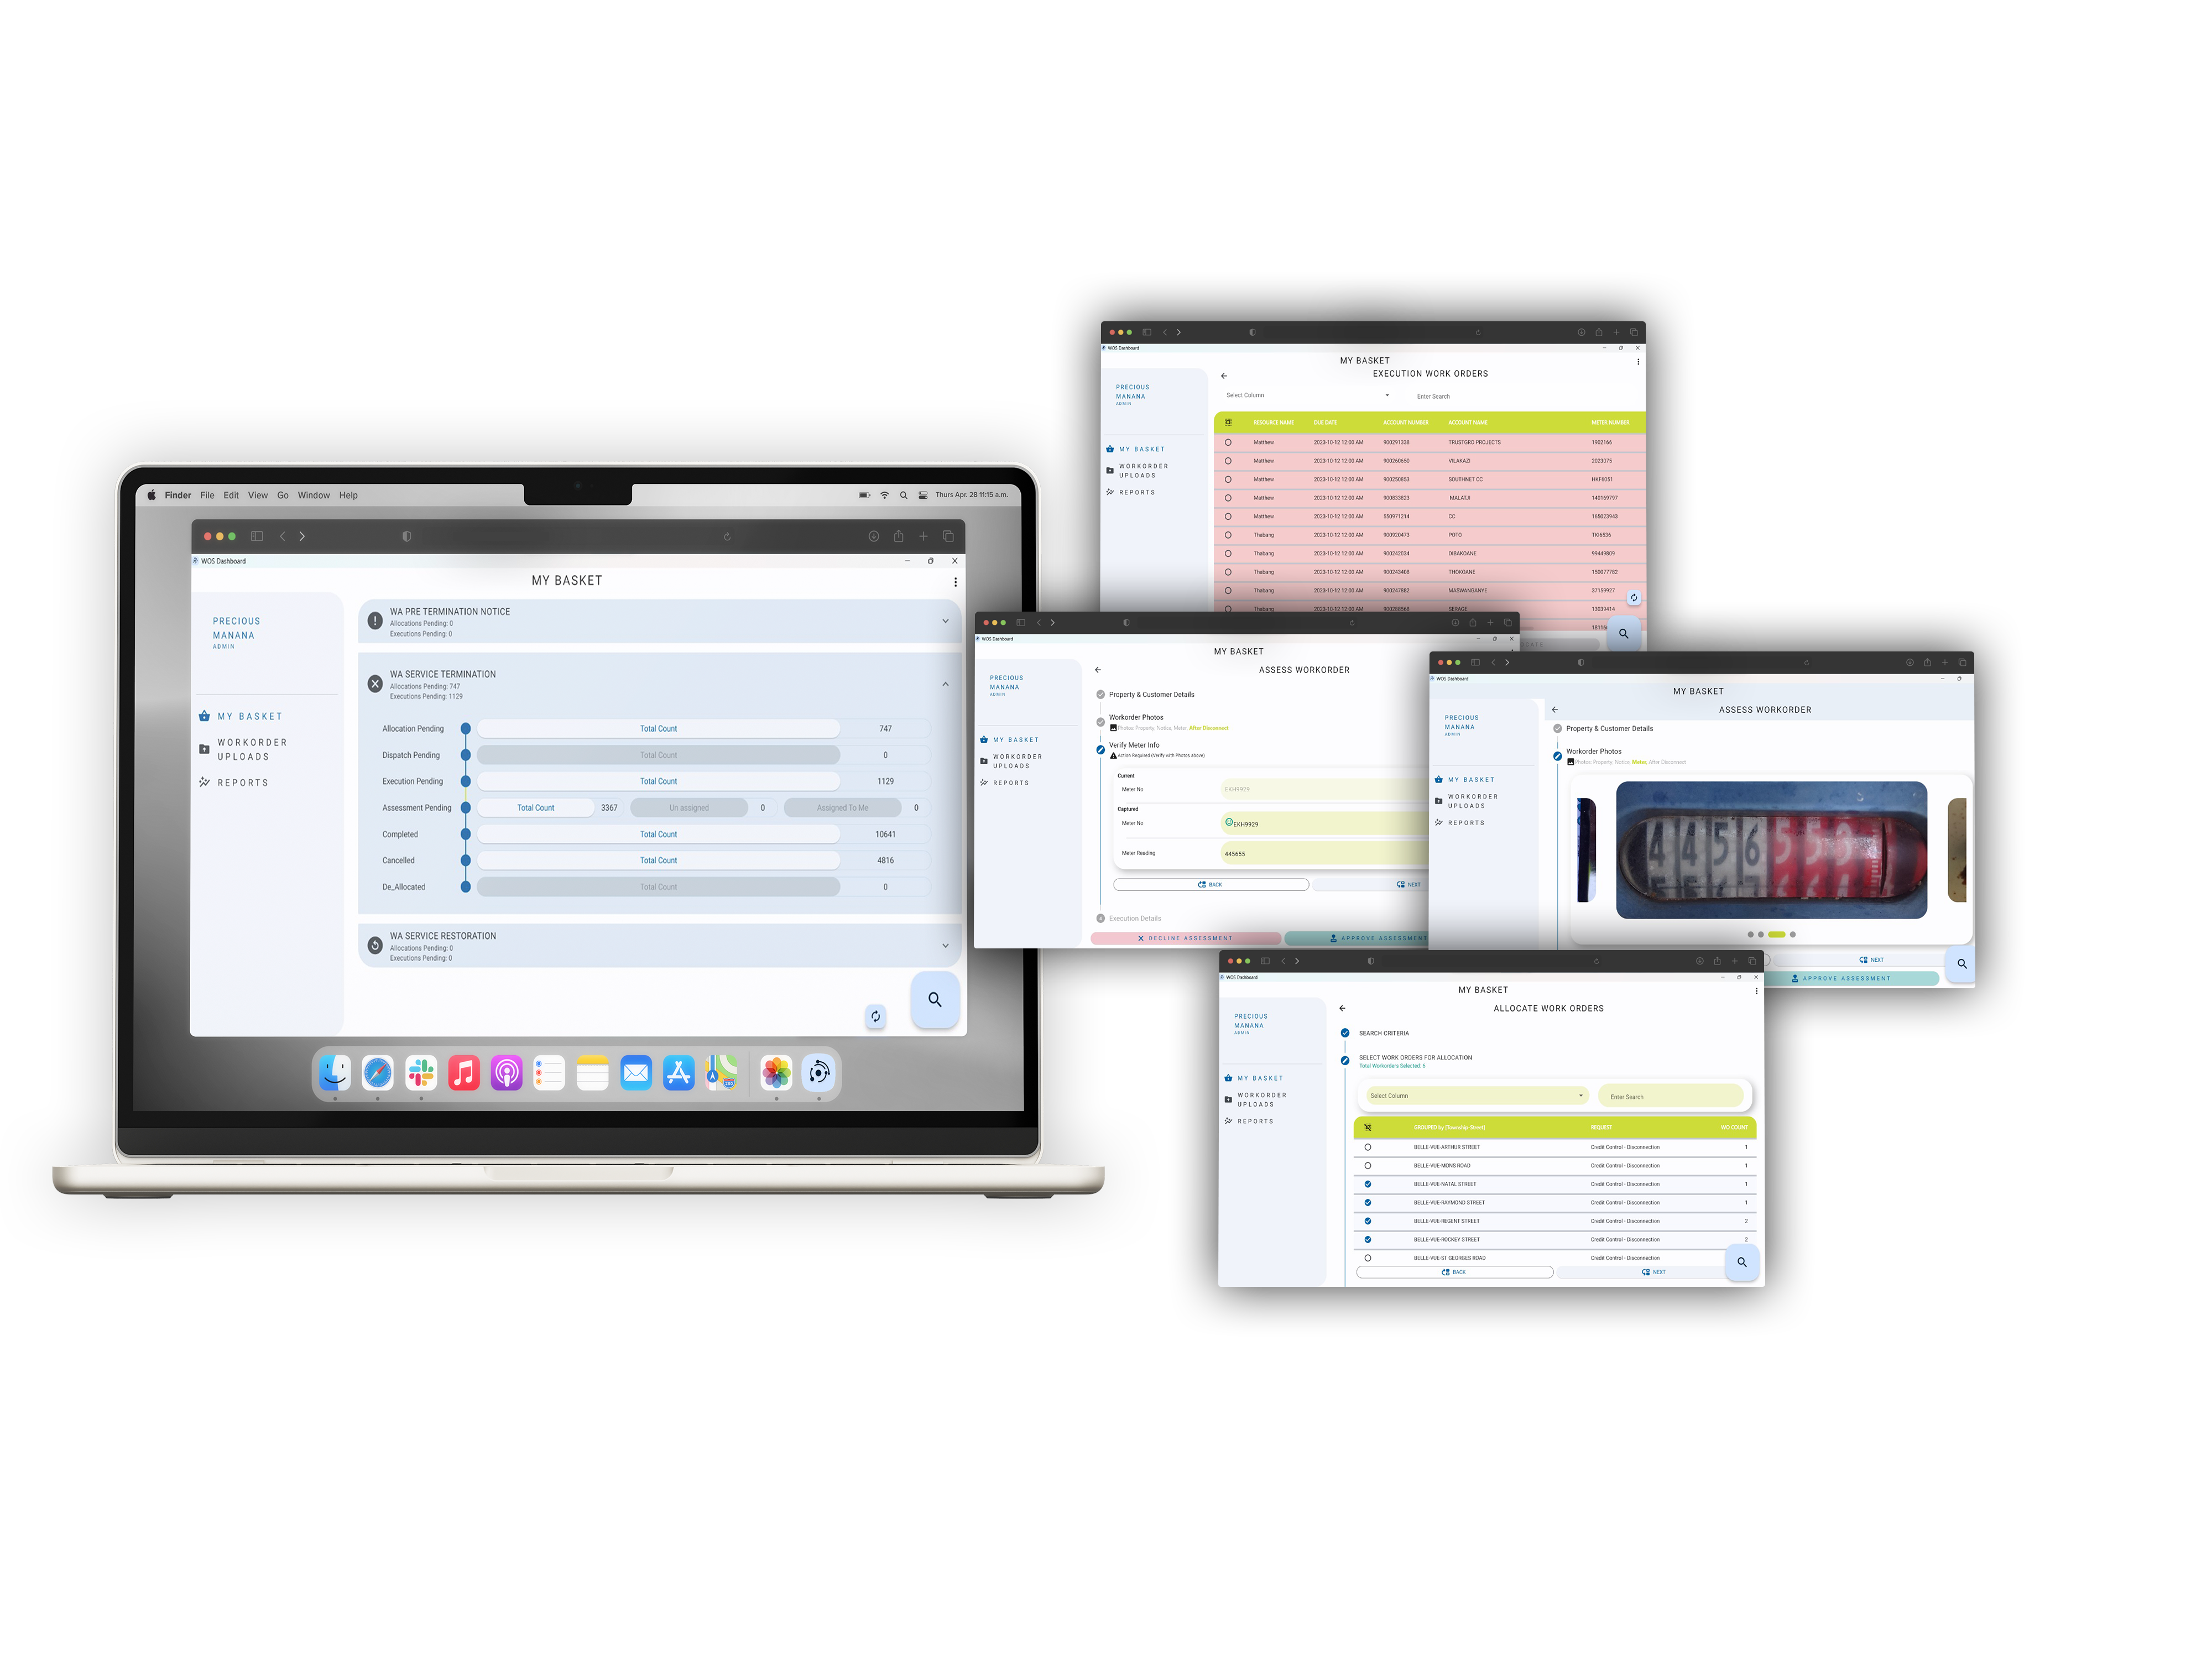 Finder File Edit View Go Window Help
Thurs Apr. 28 11:15 a.m.
WOS Dashboard
MY BASKET
PRECIOUS
MANANA
ADMIN
MY BASKET
WORKORDER
UPLOADS
REPORTS
WA PRE TERMINATION NOTICE
Allocations Pending: 0
Executions Pending: 0
WA SERVICE TERMINATION
Allocations Pending: 747
Executions Pending: 1129
Allocation Pending Total Count 747
Dispatch Pending Total Count 0
Execution Pending Total Count 1129
Assessment Pending Total Count 3367 Un assigned 0 Assigned To Me 0
Completed Total Count 10641
Cancelled Total Count 4816
De_Allocated Total Count 0
WA SERVICE RESTORATION
Allocations Pending: 0
Executions Pending: 0
WOS Dashboard
MY BASKET
EXECUTION WORK ORDERS
PRECIOUS
MANANA
ADMIN
MY BASKET
WORKORDER
UPLOADS
REPORTS
Select Column Enter Search
RESOURCE NAME DUE DATE ACCOUNT NUMBER ACCOUNT NAME METER NUMBER
Matthew 2023-10-12 12:00 AM 900291338 TRUSTGRO PROJECTS 1902166
Matthew 2023-10-12 12:00 AM 900260650 VILAKAZI 2023075
Matthew 2023-10-12 12:00 AM 900250853 SOUTHNET CC HKF6051
Matthew 2023-10-12 12:00 AM 900833823 MALATJI 140169797
Matthew 2023-10-12 12:00 AM 550971214 CC 165023943
Thabang 2023-10-12 12:00 AM 900920473 POTO TKI6536
Thabang 2023-10-12 12:00 AM 900242034 DIBAKOANE 99449809
Thabang 2023-10-12 12:00 AM 900243408 THOKOANE 150077782
Thabang 2023-10-12 12:00 AM 900247882 MASWANGANYE 37159927
Thabang 2023-10-12 12:00 AM 13039414
WOS Dashboard
MY BASKET
ASSESS WORKORDER
PRECIOUS
MANANA
ADMIN
MY BASKET
WORKORDER
UPLOADS
REPORTS
Property & Customer Details
Workorder Photos
Photos: Property, Notice, Meter, After Disconnect
Verify Meter Info
Action Required (Verify with Photos above)
Current
Meter No EKH9929
Captured
Meter No EKH9929
Meter Reading 445655
BACK NEXT
4 Execution Details
DECLINE ASSESSMENT APPROVE ASSESSMENT
WOS Dashboard
MY BASKET
ASSESS WORKORDER
PRECIOUS
MANANA
ADMIN
MY BASKET
WORKORDER
UPLOADS
REPORTS
Property & Customer Details
Workorder Photos
Photos: Property, Notice, Meter, After Disconnect
4 4 5 6 5 5
NEXT
APPROVE ASSESSMENT
WOS Dashboard
MY BASKET
ALLOCATE WORK ORDERS
PRECIOUS
MANANA
ADMIN
MY BASKET
WORKORDER
UPLOADS
REPORTS
SEARCH CRITERIA
SELECT WORK ORDERS FOR ALLOCATION
Total Workorders Selected: 6
Select Column Enter Search
GROUPED by (Township-Street) REQUEST WO COUNT
BELLE-VUE-ARTHUR STREET Credit Control - Disconnection 1
BELLE-VUE-MONS ROAD Credit Control - Disconnection 1
BELLE-VUE-NATAL STREET Credit Control - Disconnection 1
BELLE-VUE-RAYMOND STREET Credit Control - Disconnection 1
BELLE-VUE-REGENT STREET Credit Control - Disconnection 2
BELLE-VUE-ROCKEY STREET Credit Control - Disconnection 2
BELLE-VUE-ST GEORGES ROAD Credit Control - Disconnection
BACK NEXT